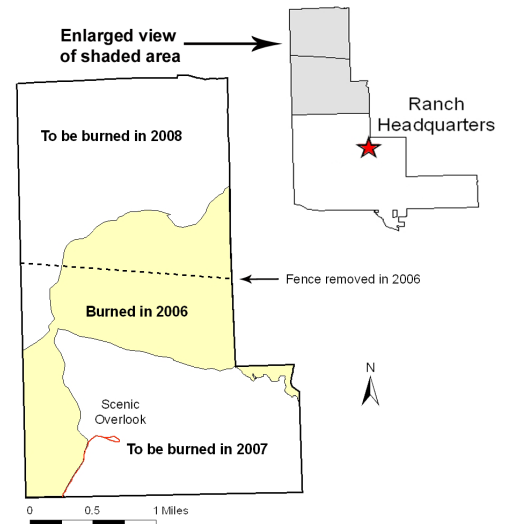 Enlarged view
of shaded area
Ranch
Headquarters
To be burned in 2008
Fence removed in 2006
Burned in 2006
N
Scenic
Overlook
To be burned in 2007
0 0.5 1 Miles